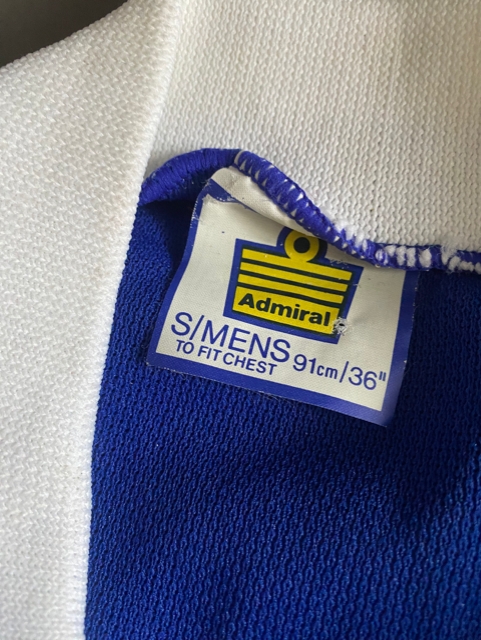 Admiral
S/MENS
TO FIT CHEST 91cm/36"